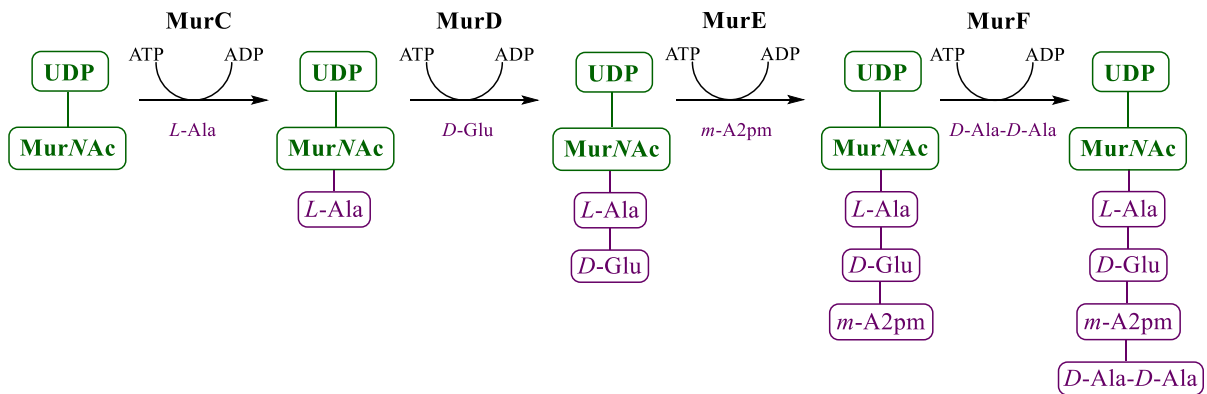 MurC
MurD
MurE
MurF
ATP ADP
ATP ADP
ATP ADP
ATP ADP
UDP
UDP
UDP
UDP
UDP
L-Ala
D-Glu
m-A2pm
D-Ala-D-Ala
MurNAc
MurNAc
MurNAc
MurNAc
MurNAc
L-Ala
L-Ala
L-Ala
L-Ala
D-Glu
D-Glu
D-Glu
m-A2pm
m-A2pm
D-Ala-D-Ala